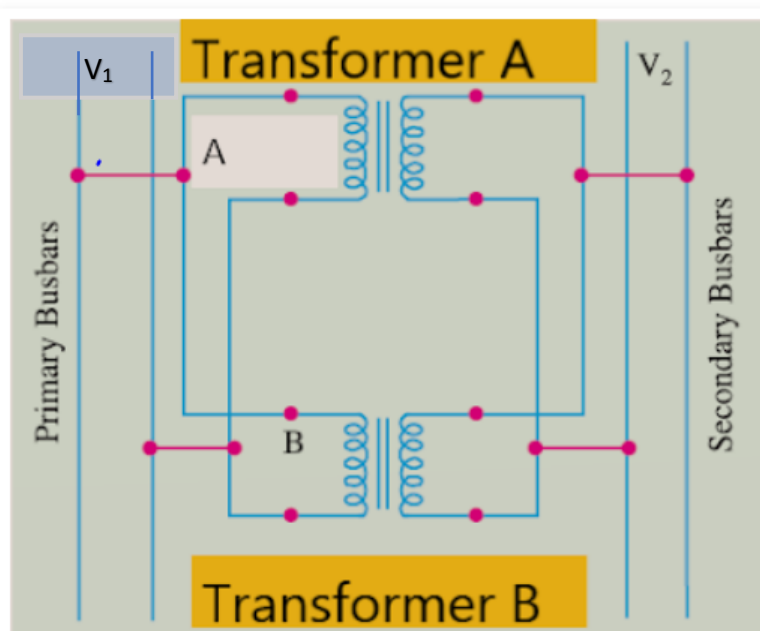 Transformer A
V₁
V₂
A
Primary Busbars
Secondary Busbars
B
Transformer B